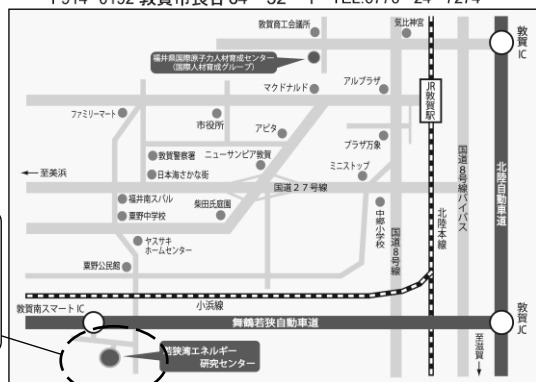 〒914-0192 敦賀市長谷64-52-1 TEL.0770-24-7274
敦賀商工会議所
気比神宮
敦賀
IC
福井県国際原子力人材育成センター
(国際人材育成グループ)
マクドナルド
アルプラザ
JR敦賀駅
ファミリーマート
市役所
アピタ
プラザ万象
敦賀警察署
ニューサンピア敦賀
ミニストップ
日本海さかな街
←至美浜
国道27号線
福井南スバル
柴田氏庭園
粟野中学校
中郷小学校
国道8号線
北陸本線
国道8号線バイパス
北陸自動車道
ヤスサキ
ホームセンター
粟野公民館
小浜線
敦賀南スマートIC
舞鶴若狭自動車道
敦賀
JC
若狭湾エネルギー
研究センター
至滋賀